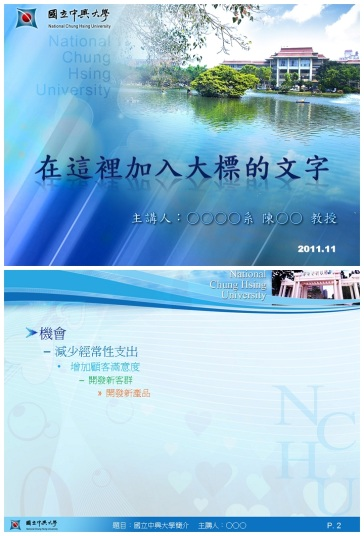 國立中興大學
National Chung Hsing University
National
Chung
Hsing
University
在這裡加入大標的文字
主講人：○○○○系 陳○○ 教授
2011.11
National
Chung Hsing
University
機會
– 減少經常性支出
• 增加顧客滿意度
– 開發新客群
» 開發新產品
NCHU
國立中興大學
題目：國立中興大學簡介 主講人：○○○
P. 2